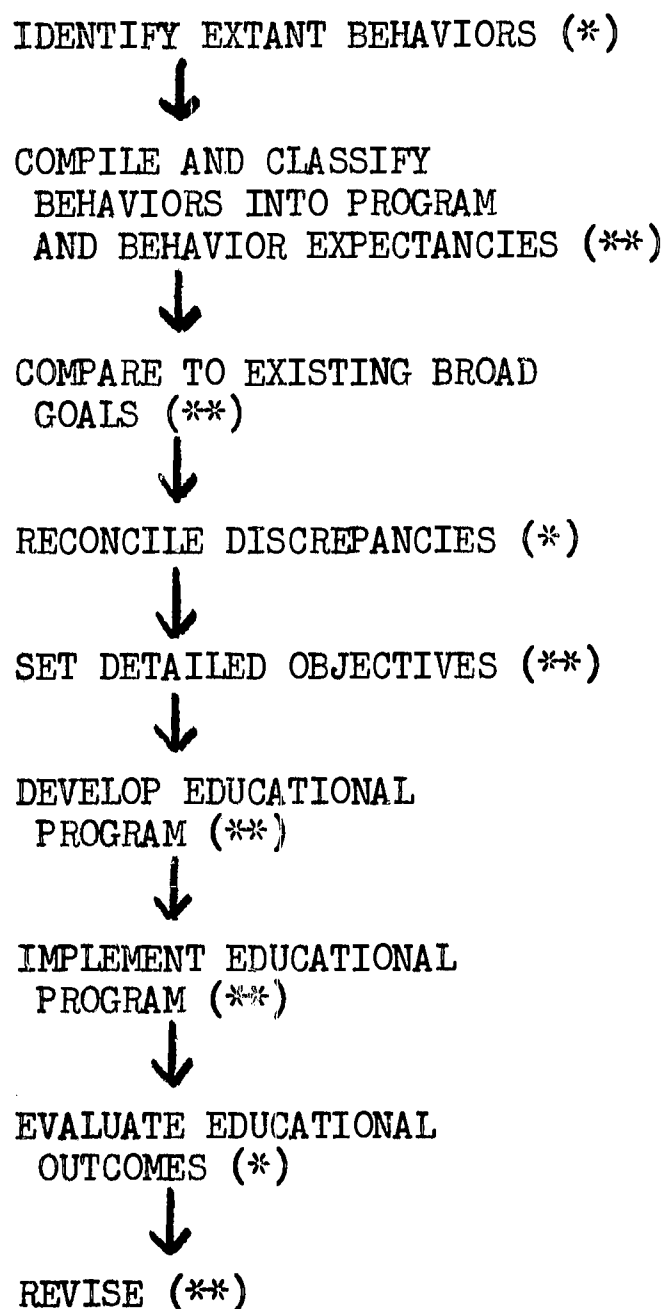 IDENTIFY EXTANT BEHAVIORS (*)
COMPILE AND CLASSIFY
BEHAVIORS INTO PROGRAM
AND BEHAVIOR EXPECTANCIES (**)
COMPARE TO EXISTING BROAD
GOALS (**)
RECONCILE DISCREPANCIES (*)
SET DETAILED OBJECTIVES (**)
DEVELOP EDUCATIONAL
PROGRAM (**)
IMPLEMENT EDUCATIONAL
PROGRAM (**)
EVALUATE EDUCATIONAL
OUTCOMES (*)
REVISE (**)